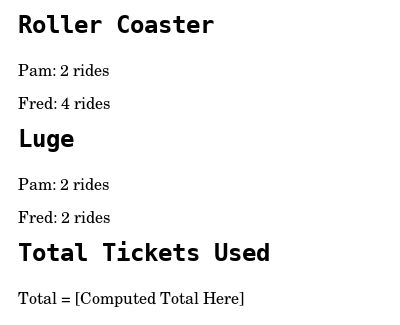 Roller Coaster
Pam: 2 rides
Fred: 4 rides
Luge
Pam: 2 rides
Fred: 2 rides
Total Tickets Used
Total = [Computed Total Here]